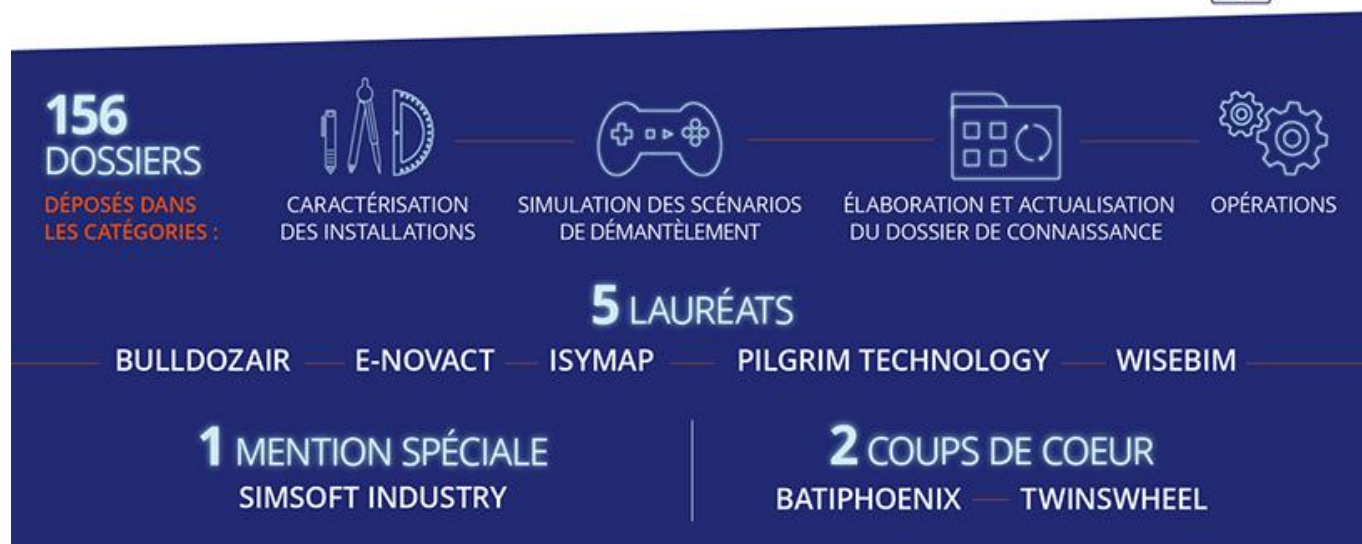 156
DOSSIERS
DÉPOSÉS DANS
LES CATÉGORIES :
CARACTÉRISATION
DES INSTALLATIONS
SIMULATION DES SCÉNARIOS
DE DÉMANTÈLEMENT
ÉLABORATION ET ACTUALISATION
DU DOSSIER DE CONNAISSANCE
OPÉRATIONS
5 LAURÉATS
BULLDOZAIR E-NOVACT ISYMAP PILGRIM TECHNOLOGY WISEBIM
1 MENTION SPÉCIALE
SIMSOFT INDUSTRY
2 COUPS DE COEUR
BATIPHOENIX TWINSWHEEL